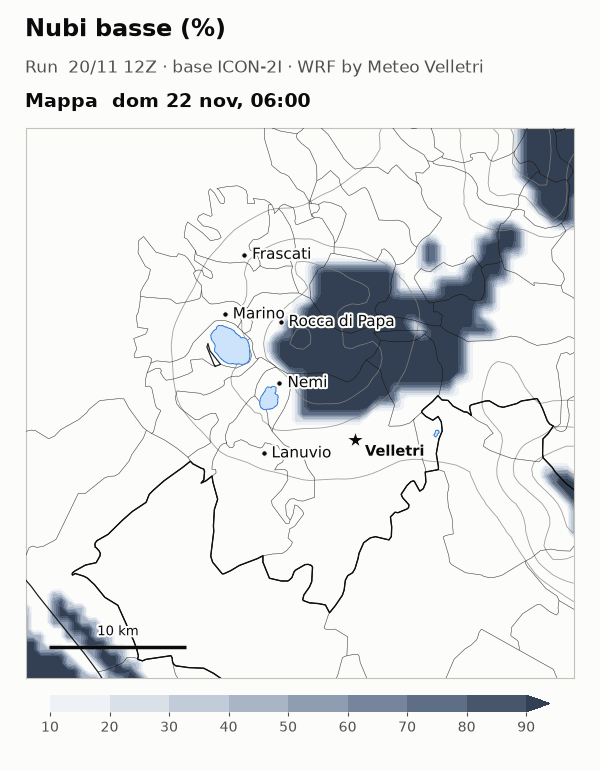 Nubi basse (%)
Run  20/11 12Z · base ICON-2I · WRF by Meteo Velletri
Mappa  dom 22 nov, 06:00
Frascati
Marino
Rocca di Papa
Nemi
Lanuvio
Velletri
10 km
10 20 30 40 50 60 70 80 90